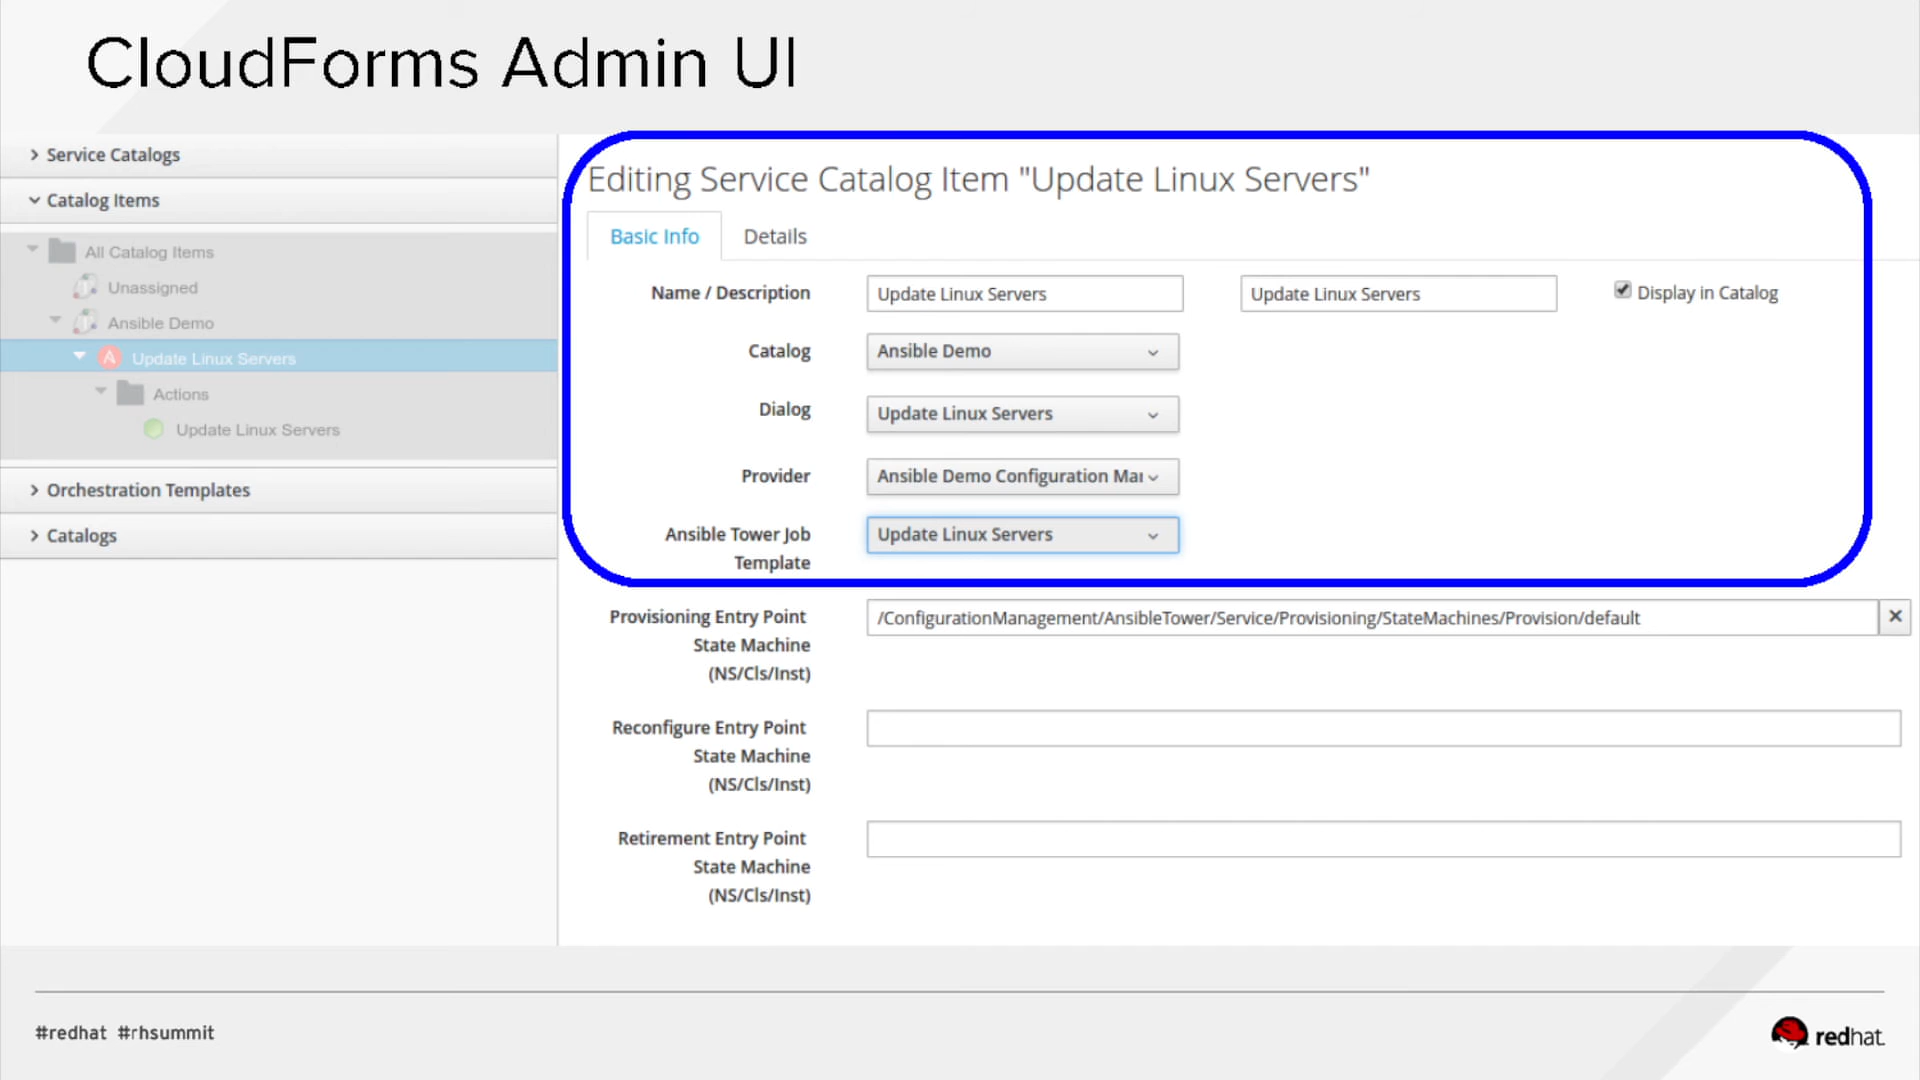 CloudForms Admin UI
Service Catalogs
Catalog Items
All Catalog Items
Unassigned
Ansible Demo
Update Linux Servers
Actions
Update Linux Servers
Orchestration Templates
Catalogs
Editing Service Catalog Item "Update Linux Servers"
Basic Info Details
Name / Description Update Linux Servers Update Linux Servers Display in Catalog
Catalog Ansible Demo
Dialog Update Linux Servers
Provider Ansible Demo Configuration Mai
Ansible Tower Job
Template
Update Linux Servers
Provisioning Entry Point
State Machine
(NS/Cls/Inst)
/ConfigurationManagement/AnsibleTower/Service/Provisioning/StateMachines/Provision/default
Reconfigure Entry Point
State Machine
(NS/Cls/Inst)
Retirement Entry Point
State Machine
(NS/Cls/Inst)
#redhat #rhsummit
redhat.